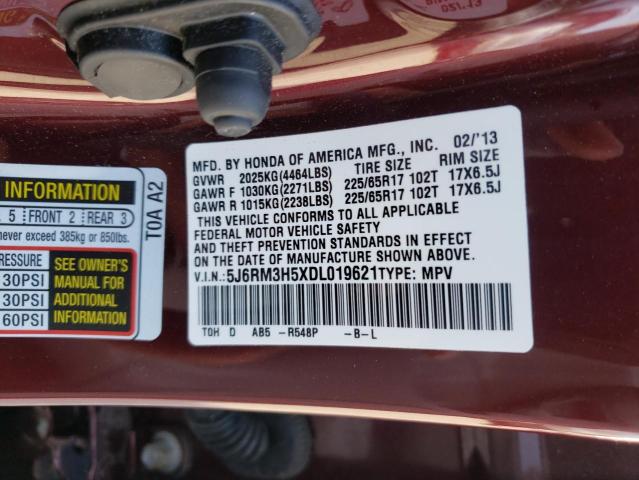 MFD. BY HONDA OF AMERICA MFG., INC. 02/'13
GVWR 2025KG(4464LBS) TIRE SIZE RIM SIZE
GAWR F 1030KG(2271LBS) 225/65R17 102T 17X6.5J
GAWR R 1015KG(2238LBS) 225/65R17 102T 17X6.5J
THIS VEHICLE CONFORMS TO ALL APPLICABLE
FEDERAL MOTOR VEHICLE SAFETY
AND THEFT PREVENTION STANDARDS IN EFFECT
ON THE DATE OF MANUFACTURE SHOWN ABOVE.
V.I.N.:5J6RM3H5XDL019621TYPE: MPV
TOH D AB5 -R548P -B-L
INFORMATION
5 FRONT 2 REAR 3
never exceed 385kg or 850lbs.
PRESSURE
30PSI
30PSI
60PSI
SEE OWNER'S
MANUAL FOR
ADDITIONAL
INFORMATION
T0A A2